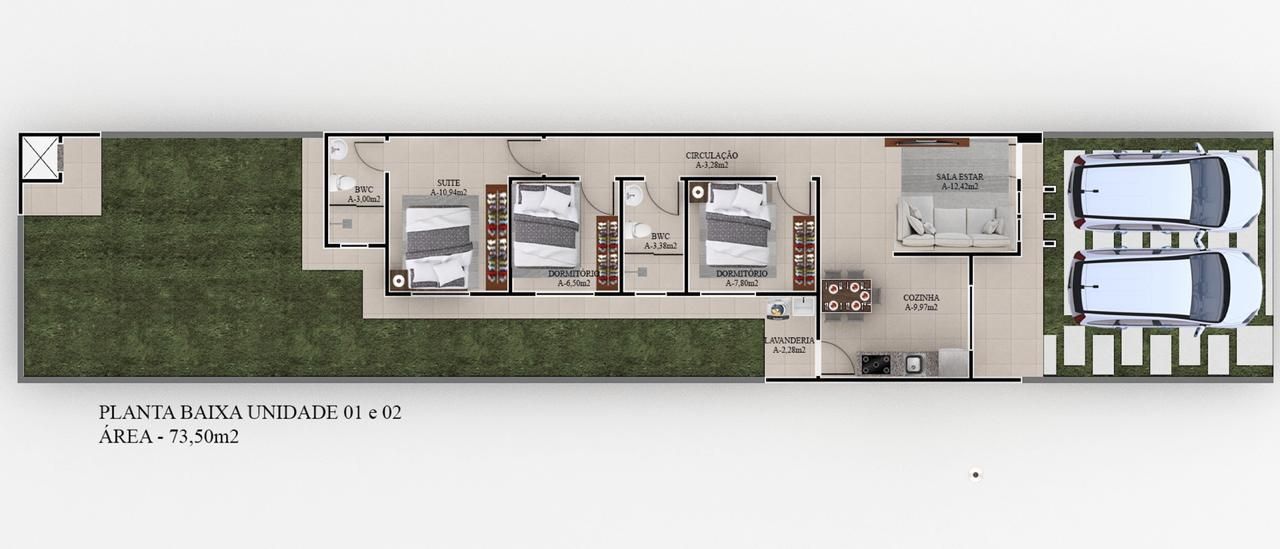 CIRCULAÇÃO
A-3,28m2
SALA ESTAR
A-12,42m2
SUITE
A-10,94m2
BWC
A-3,00m2
BWC
A-3,38m2
DORMITÓRIO
A-6,50m2
DORMITÓRIO
A-7,80m2
COZINHA
A-9,97m2
LAVANDERIA
A-2,28m2
PLANTA BAIXA UNIDADE 01 e 02
ÁREA - 73,50m2